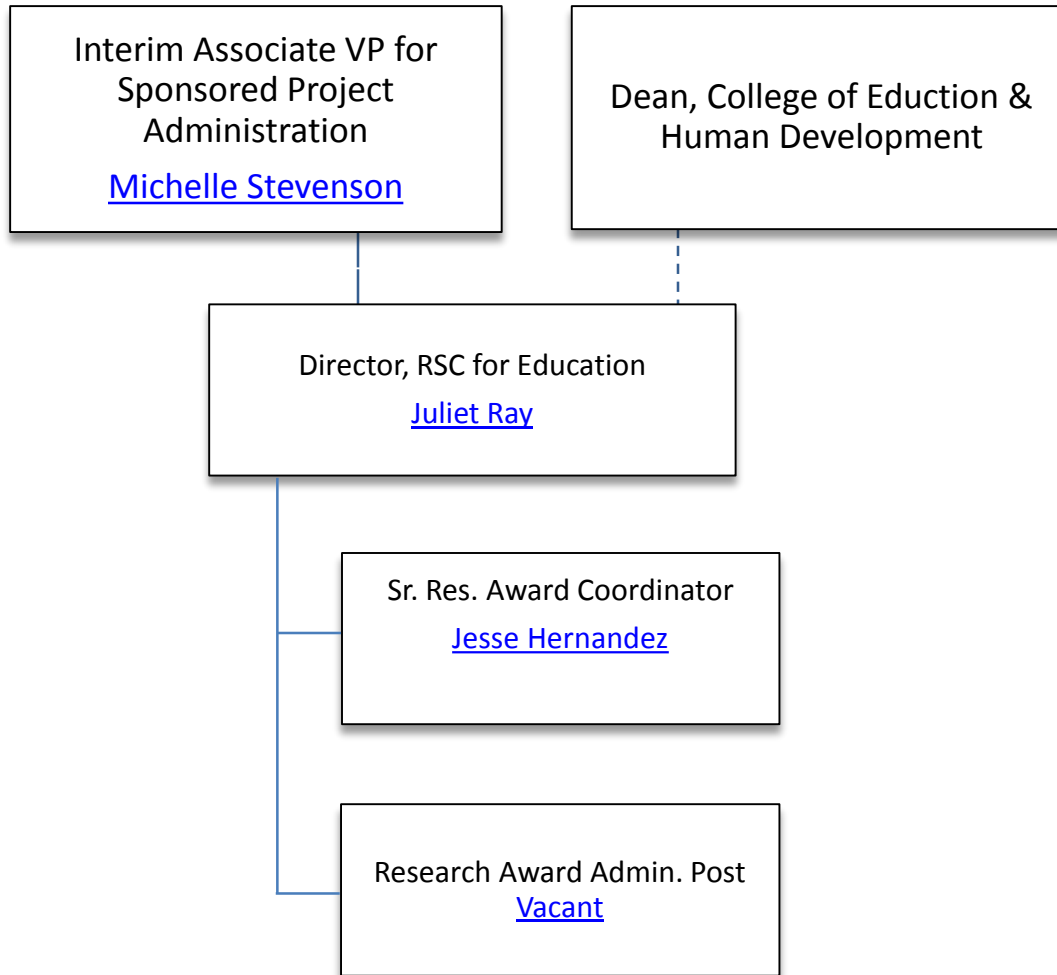 Interim Associate VP for
Sponsored Project
Administration
Michelle Stevenson
Dean, College of Eduction &
Human Development
Director, RSC for Education
Juliet Ray
Sr. Res. Award Coordinator
Jesse Hernandez
Research Award Admin. Post
Vacant